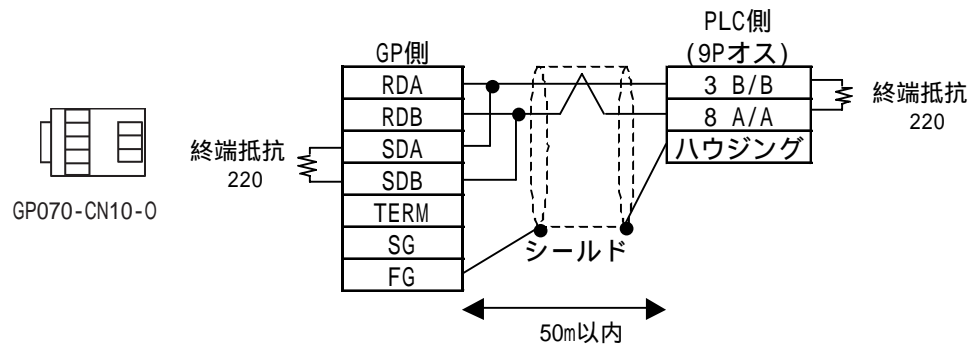 PLC側
(9Pオス)
GP側
RDA
RDB
SDA
SDB
TERM
SG
FG
3 B/B
8 A/A
ハウジング
終端抵抗
220
終端抵抗
220
GP070-CN10-O
シールド
50m以内